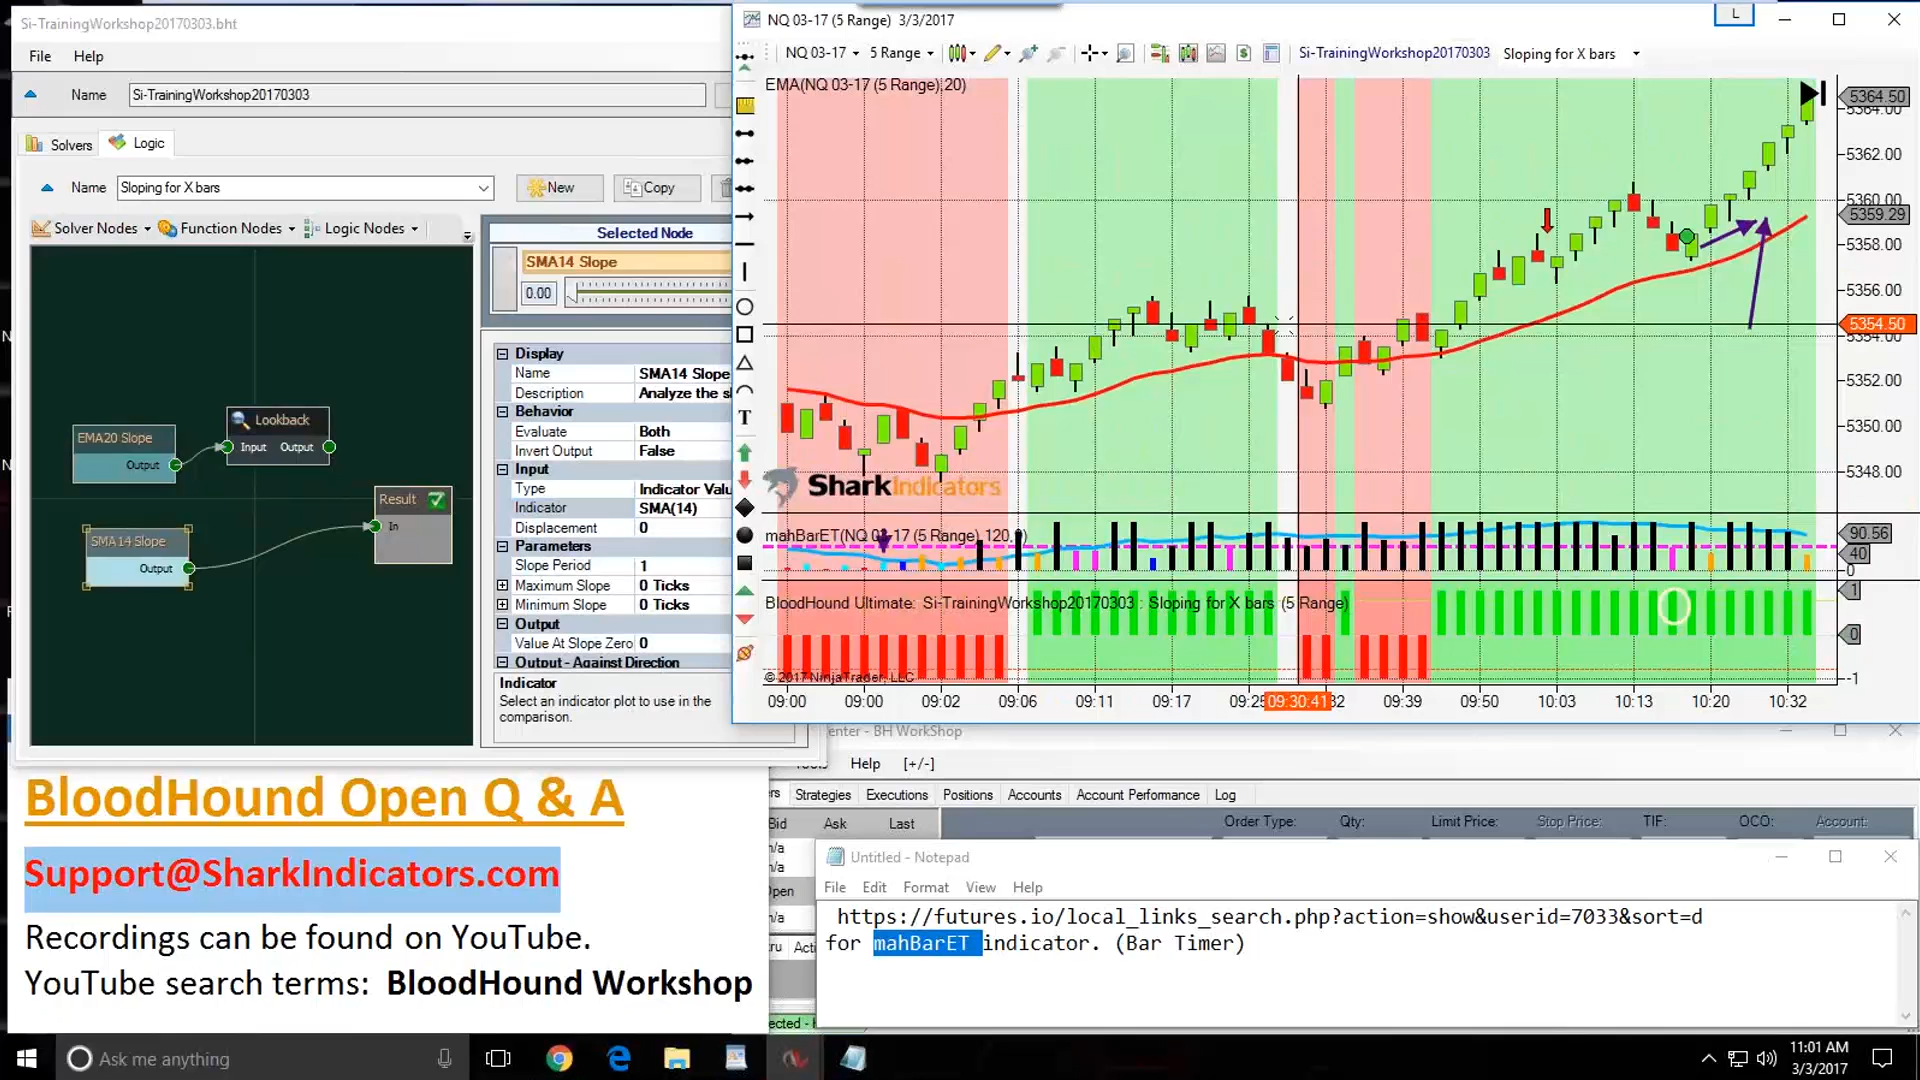 Si-TrainingWorkshop20170303.bht
File Help
Name Si-TrainingWorkshop20170303
Solvers Logic
Name Sloping for X bars New Copy
Solver Nodes Function Nodes Logic Nodes
EMA20 Slope
Output
Lookback
Input Output
SMA14 Slope
Output
Result
In
Selected Node
SMA14 Slope
0.00
Display
Name SMA14 Slope
Description Analyze the
Behavior
Evaluate Both
Invert Output False
Input
Type Indicator
Indicator SMA(14)
Displacement 0
Parameters
Slope Period 1
Maximum Slope 0 Ticks
Minimum Slope 0 Ticks
Output
Value At Slope Zero 0
Output - Against Direction
Indicator
Select an indicator plot to use in the
comparison.
NQ 03-17 (5 Range) 3/3/2017
L
NQ 03-17 5 Range Si-TrainingWorkshop20170303 Sloping for X bars
EMA(NQ 03-17 (5 Range),20)
T
5364.50
5364.00
5362.00
5360.00
5359.29
5358.00
5356.00
5354.50
5354.00
5352.00
5350.00
5348.00
SharkIndicators
90.56
40
0
BloodHound Ultimate: Si-TrainingWorkshop20170303 : Sloping for X bars (5 Range)
1
0
-1
© 2017 NinjaTrader, LLC
09:00 09:00 09:02 09:06 09:11 09:17 09:30:41 09:39 09:50 10:03 10:13 10:20 10:32
enter - BH WorkShop
Tools Help [+/-]
Strategies Executions Positions Accounts Account Performance Log
Bid Ask Last Order Type: Qty: Limit Price: Stop Price: TIF: OCO: Account:
n/a
n/a
n/a
Untitled - Notepad
File Edit Format View Help
https://futures.io/local_links_search.php?action=show&userid=7033&sort=d
for mahBarET indicator. (Bar Timer)
BloodHound Open Q & A
Support@SharkIndicators.com
Recordings can be found on YouTube.
YouTube search terms: BloodHound Workshop
Ask me anything
11:01 AM
3/3/2017